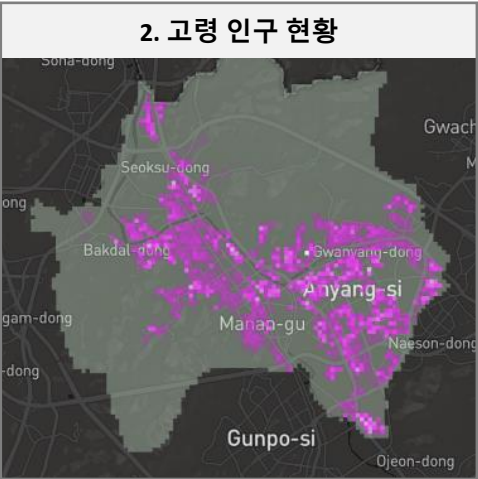 2. 고령 인구 현황
Soha-dong
Gwach
Seoksu-dong
ong
Bakdal-dong
Gwanyang-dong
Anyang-si
gam-dong
Manan-gu
Naeson-dong
-dong
Gunpo-si
Ojeon-dong